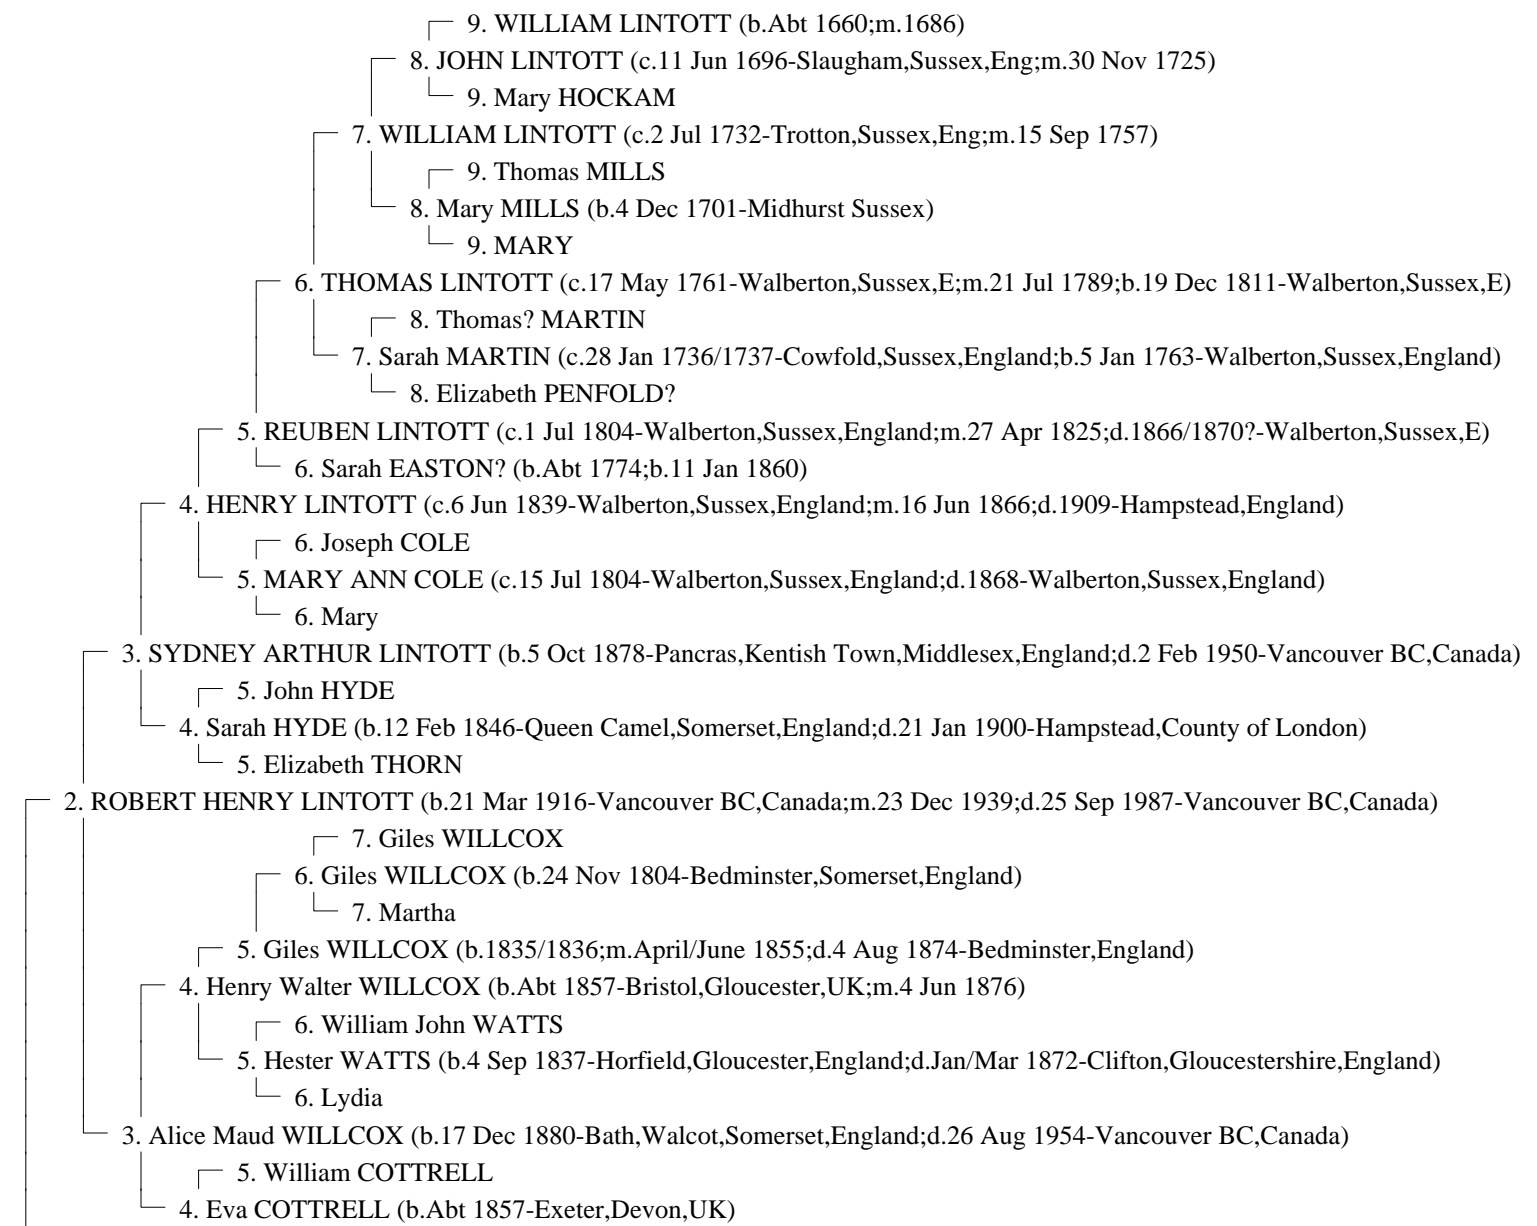 9. WILLIAM LINTOTT (b.Abt 1660;m.1686)
8. JOHN LINTOTT (c.11 Jun 1696-Slaugham,Sussex,Eng;m.30 Nov 1725)
9. Mary HOCKAM
7. WILLIAM LINTOTT (c.2 Jul 1732-Trotton,Sussex,Eng;m.15 Sep 1757)
9. Thomas MILLS
8. Mary MILLS (b.4 Dec 1701-Midhurst Sussex)
9. MARY
6. THOMAS LINTOTT (c.17 May 1761-Walberton,Sussex,E;m.21 Jul 1789;b.19 Dec 1811-Walberton,Sussex,E)
8. Thomas? MARTIN
7. Sarah MARTIN (c.28 Jan 1736/1737-Cowfold,Sussex,England;b.5 Jan 1763-Walberton,Sussex,England)
8. Elizabeth PENFOLD?
5. REUBEN LINTOTT (c.1 Jul 1804-Walberton,Sussex,England;m.27 Apr 1825;d.1866/1870?-Walberton,Sussex,E)
6. Sarah EASTON? (b.Abt 1774;b.11 Jan 1860)
4. HENRY LINTOTT (c.6 Jun 1839-Walberton,Sussex,England;m.16 Jun 1866;d.1909-Hampstead,England)
6. Joseph COLE
5. MARY ANN COLE (c.15 Jul 1804-Walberton,Sussex,England;d.1868-Walberton,Sussex,England)
6. Mary
3. SYDNEY ARTHUR LINTOTT (b.5 Oct 1878-Pancras,Kentish Town,Middlesex,England;d.2 Feb 1950-Vancouver BC,Canada)
5. John HYDE
4. Sarah HYDE (b.12 Feb 1846-Queen Camel,Somerset,England;d.21 Jan 1900-Hampstead,County of London)
5. Elizabeth THORN
2. ROBERT HENRY LINTOTT (b.21 Mar 1916-Vancouver BC,Canada;m.23 Dec 1939;d.25 Sep 1987-Vancouver BC,Canada)
7. Giles WILLCOX
6. Giles WILLCOX (b.24 Nov 1804-Bedminster,Somerset,England)
7. Martha
5. Giles WILLCOX (b.1835/1836;m.April/June 1855;d.4 Aug 1874-Bedminster,England)
4. Henry Walter WILLCOX (b.Abt 1857-Bristol,Gloucester,UK;m.4 Jun 1876)
6. William John WATTS
5. Hester WATTS (b.4 Sep 1837-Horfield,Gloucester,England;d.Jan/Mar 1872-Clifton,Gloucestershire,England)
6. Lydia
3. Alice Maud WILLCOX (b.17 Dec 1880-Bath,Walcot,Somerset,England;d.26 Aug 1954-Vancouver BC,Canada)
5. William COTTRELL
4. Eva COTTRELL (b.Abt 1857-Exeter,Devon,UK)